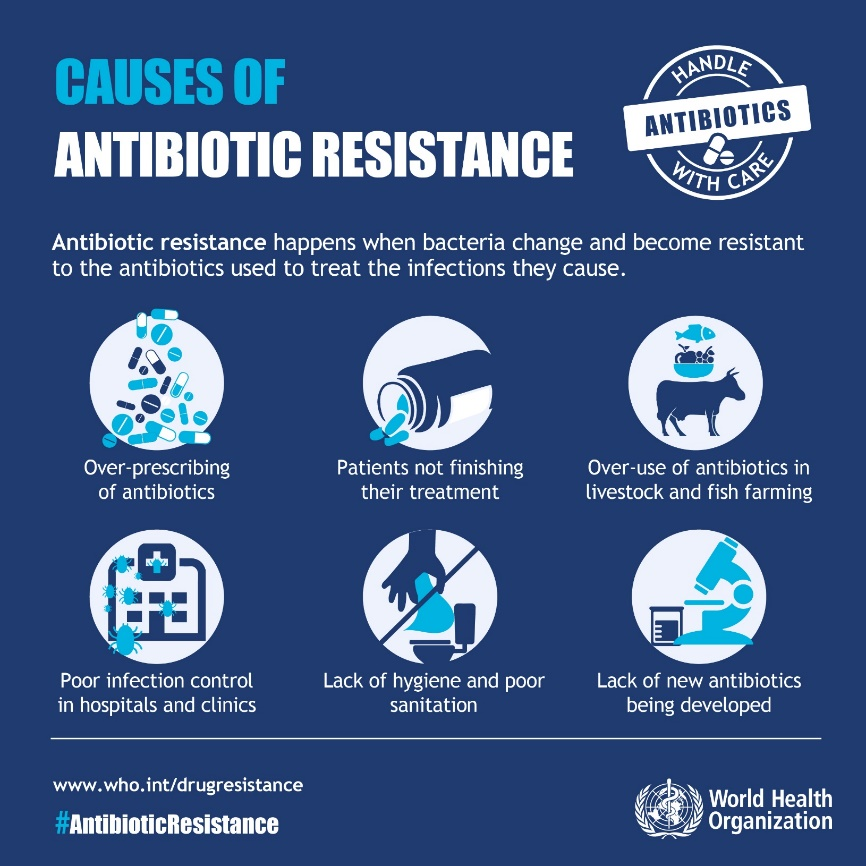 CAUSES OF
ANTIBIOTIC RESISTANCE
HANDLE
ANTIBIOTICS
WITH CARE
Antibiotic resistance happens when bacteria change and become resistant
to the antibiotics used to treat the infections they cause.
Over-prescribing
of antibiotics
Patients not finishing
their treatment
Over-use of antibiotics in
livestock and fish farming
Poor infection control
in hospitals and clinics
Lack of hygiene and poor
sanitation
Lack of new antibiotics
being developed
www.who.int/drugresistance
#AntibioticResistance
World Health
Organization